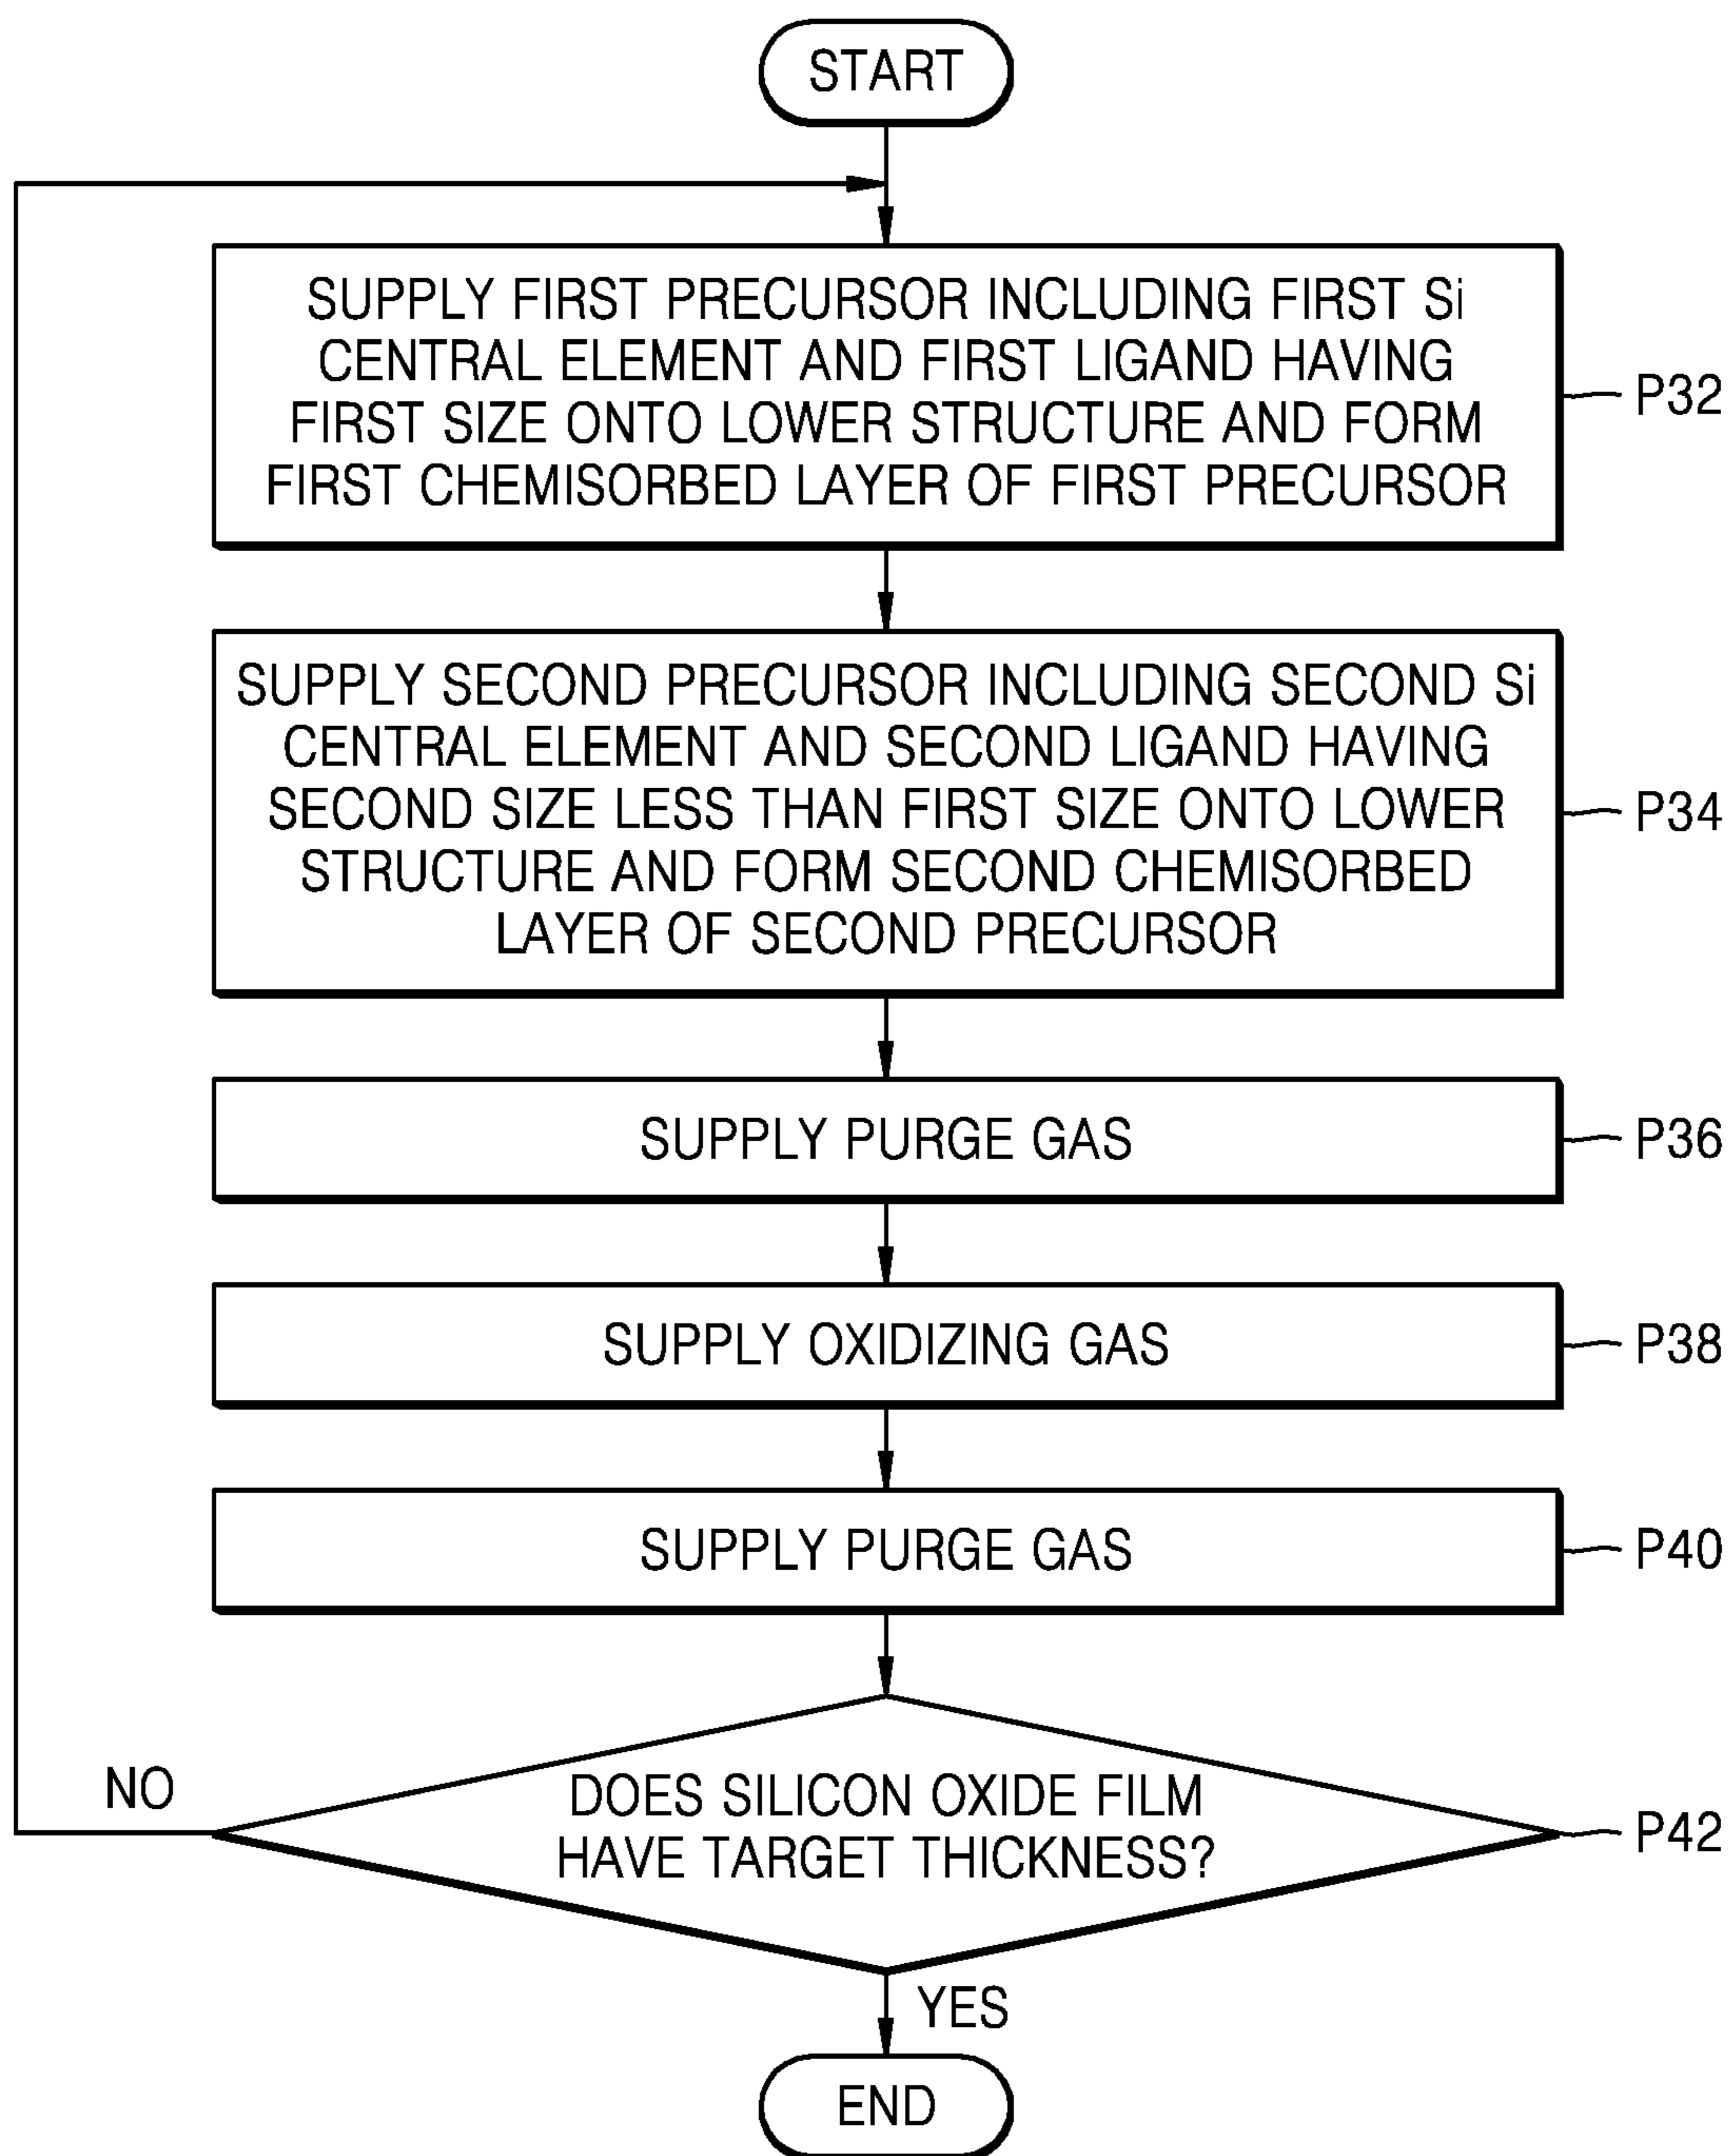 START
SUPPLY FIRST PRECURSOR INCLUDING FIRST Si
CENTRAL ELEMENT AND FIRST LIGAND HAVING
FIRST SIZE ONTO LOWER STRUCTURE AND FORM
FIRST CHEMISORBED LAYER OF FIRST PRECURSOR
P32
SUPPLY SECOND PRECURSOR INCLUDING SECOND Si
CENTRAL ELEMENT AND SECOND LIGAND HAVING
SECOND SIZE LESS THAN FIRST SIZE ONTO LOWER
STRUCTURE AND FORM SECOND CHEMISORBED
LAYER OF SECOND PRECURSOR
P34
SUPPLY PURGE GAS
P36
SUPPLY OXIDIZING GAS
P38
SUPPLY PURGE GAS
P40
NO
DOES SILICON OXIDE FILM
HAVE TARGET THICKNESS?
P42
YES
END